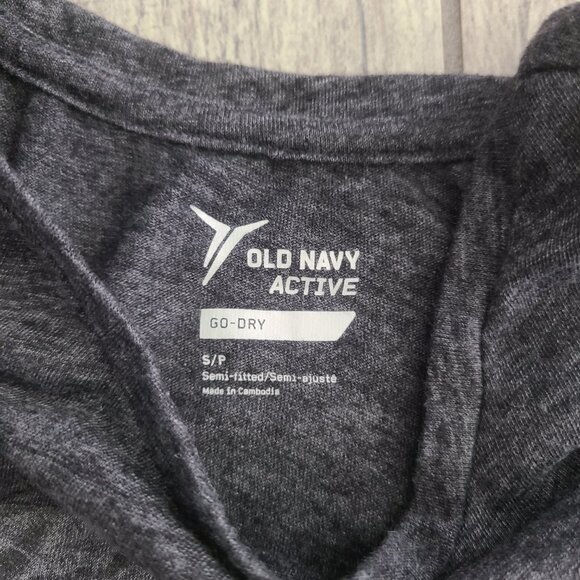 OLD NAVY
ACTIVE
GO-DRY
S/P
Semi-fitted/Semi-ajusté
Made in Cambodia